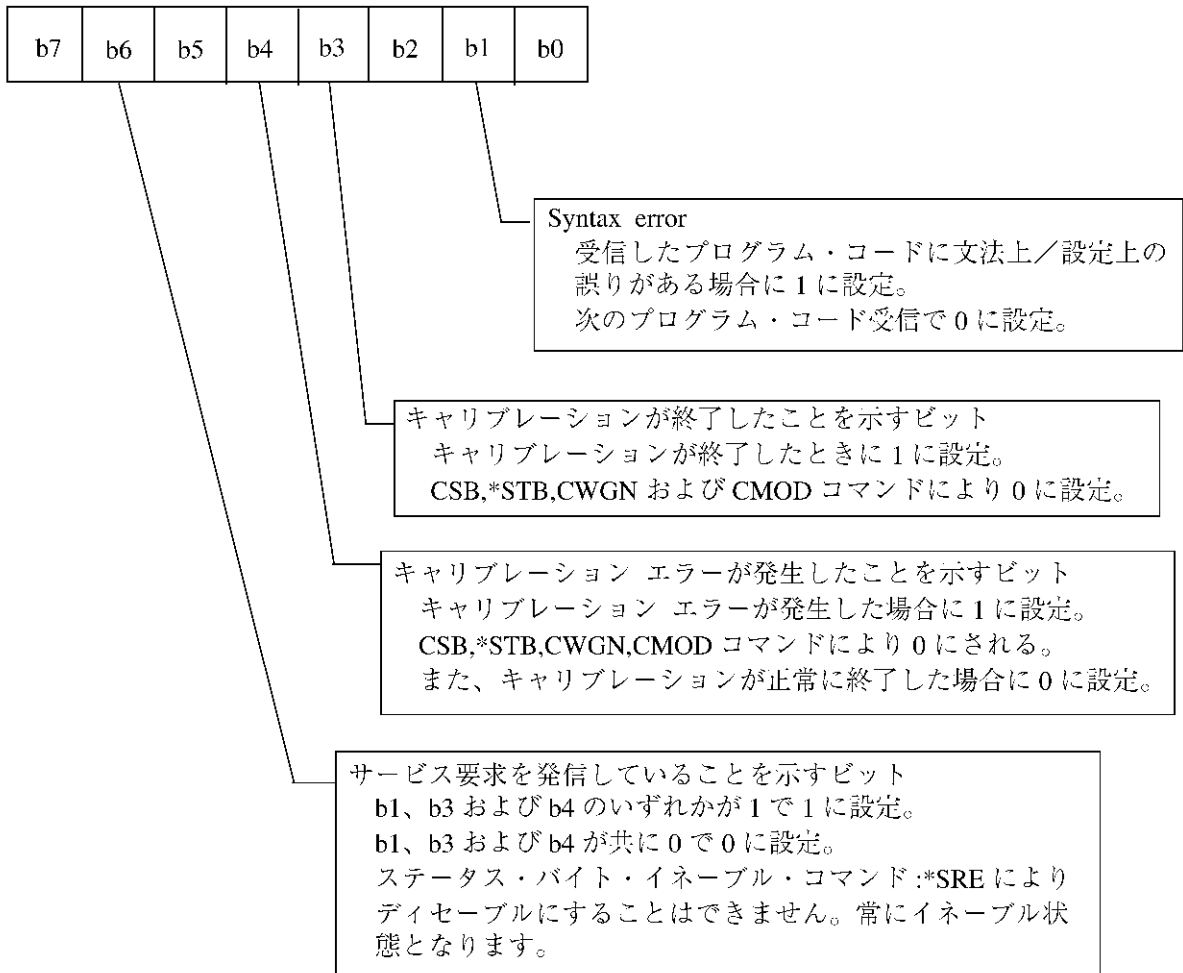 b7 b6 b5 b4 b3 b2 b1 b0
Syntax error
受信したプログラム・コードに文法上／設定上の
誤りがある場合に 1 に設定。
次のプログラム・コード受信で 0 に設定。
キャリブレーションが終了したことを示すビット
キャリブレーションが終了したときに 1 に設定。
CSB,*STB,CWGN および CMOD コマンドにより 0 に設定。
キャリブレーション エラーが発生したことを示すビット
キャリブレーション エラーが発生した場合に 1 に設定。
CSB,*STB,CWGN,CMOD コマンドにより 0 にされる。
また、キャリブレーションが正常に終了した場合に 0 に設定。
サービス要求を発信していることを示すビット
b1、b3 および b4 のいずれかが 1 で 1 に設定。
b1、b3 および b4 が共に 0 で 0 に設定。
ステータス・バイト・イネーブル・コマンド:*SRE により
ディセーブルにすることはできません。常にイネーブル状
態となります。